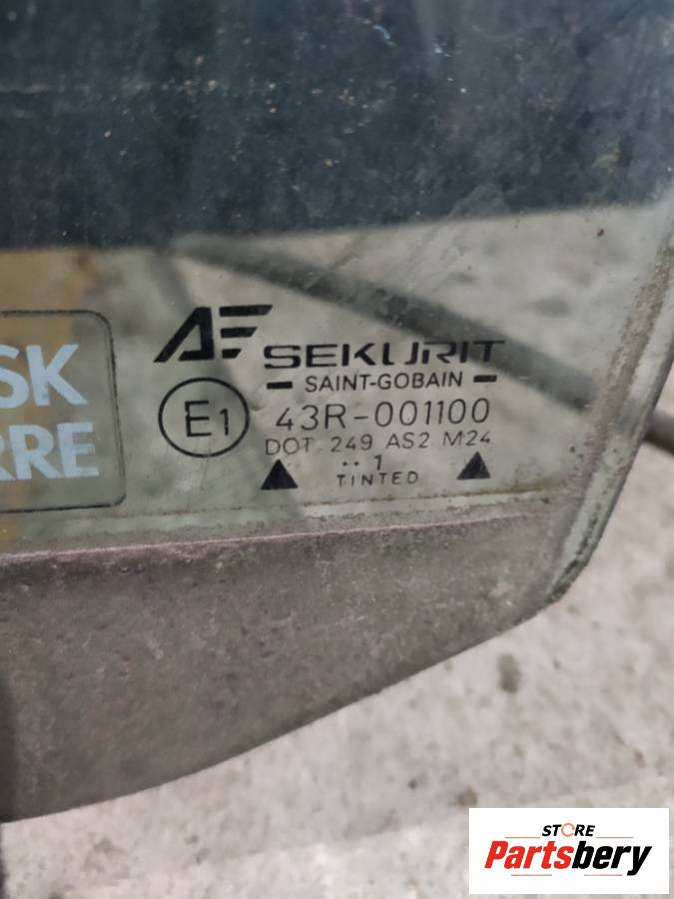 SK
RRE
AF SEKURIT
SAINT-GOBAIN
E1 43R-001100
DOT 249 AS2 M24
.. 1
TINTED
STORE
Partsbery